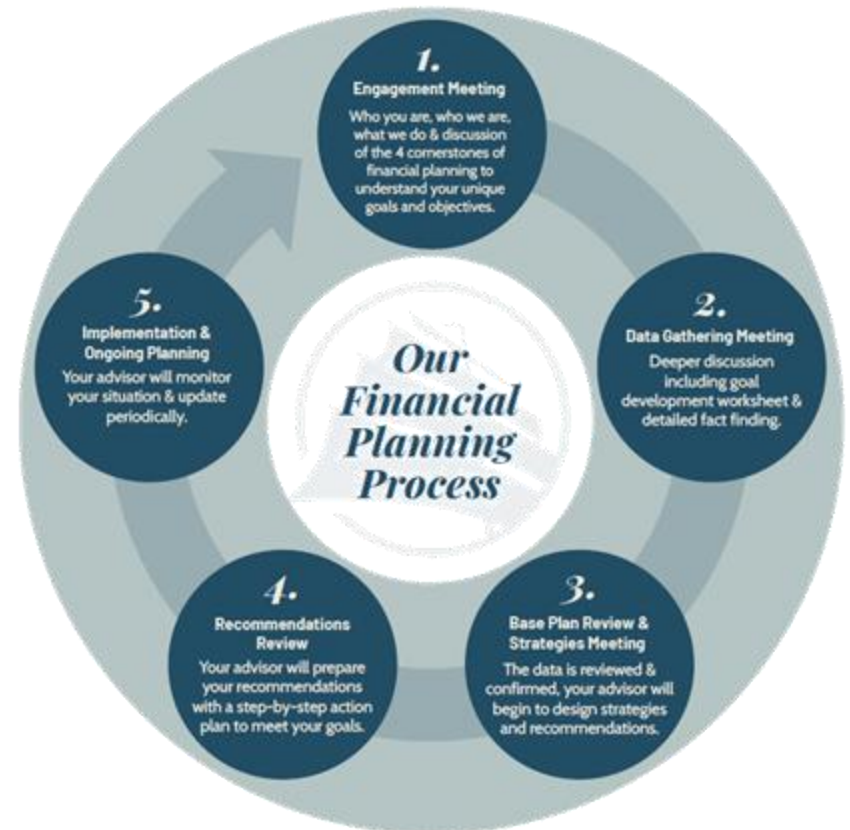 1.
Engagement Meeting
Who you are, who we are,
what we do & discussion
of the 4 cornerstones of
financial planning to
understand your unique
goals and objectives.
2.
Data Gathering Meeting
Deeper discussion
including goal
development worksheet &
detailed fact finding.
3.
Base Plan Review &
Strategies Meeting
The data is reviewed &
confirmed, your advisor will
begin to design strategies
and recommendations.
4.
Recommendations
Review
Your advisor will prepare
your recommendations
with a step-by-step action
plan to meet your goals.
5.
Implementation &
Ongoing Planning
Your advisor will monitor
your situation & update
periodically.
Our
Financial
Planning
Process